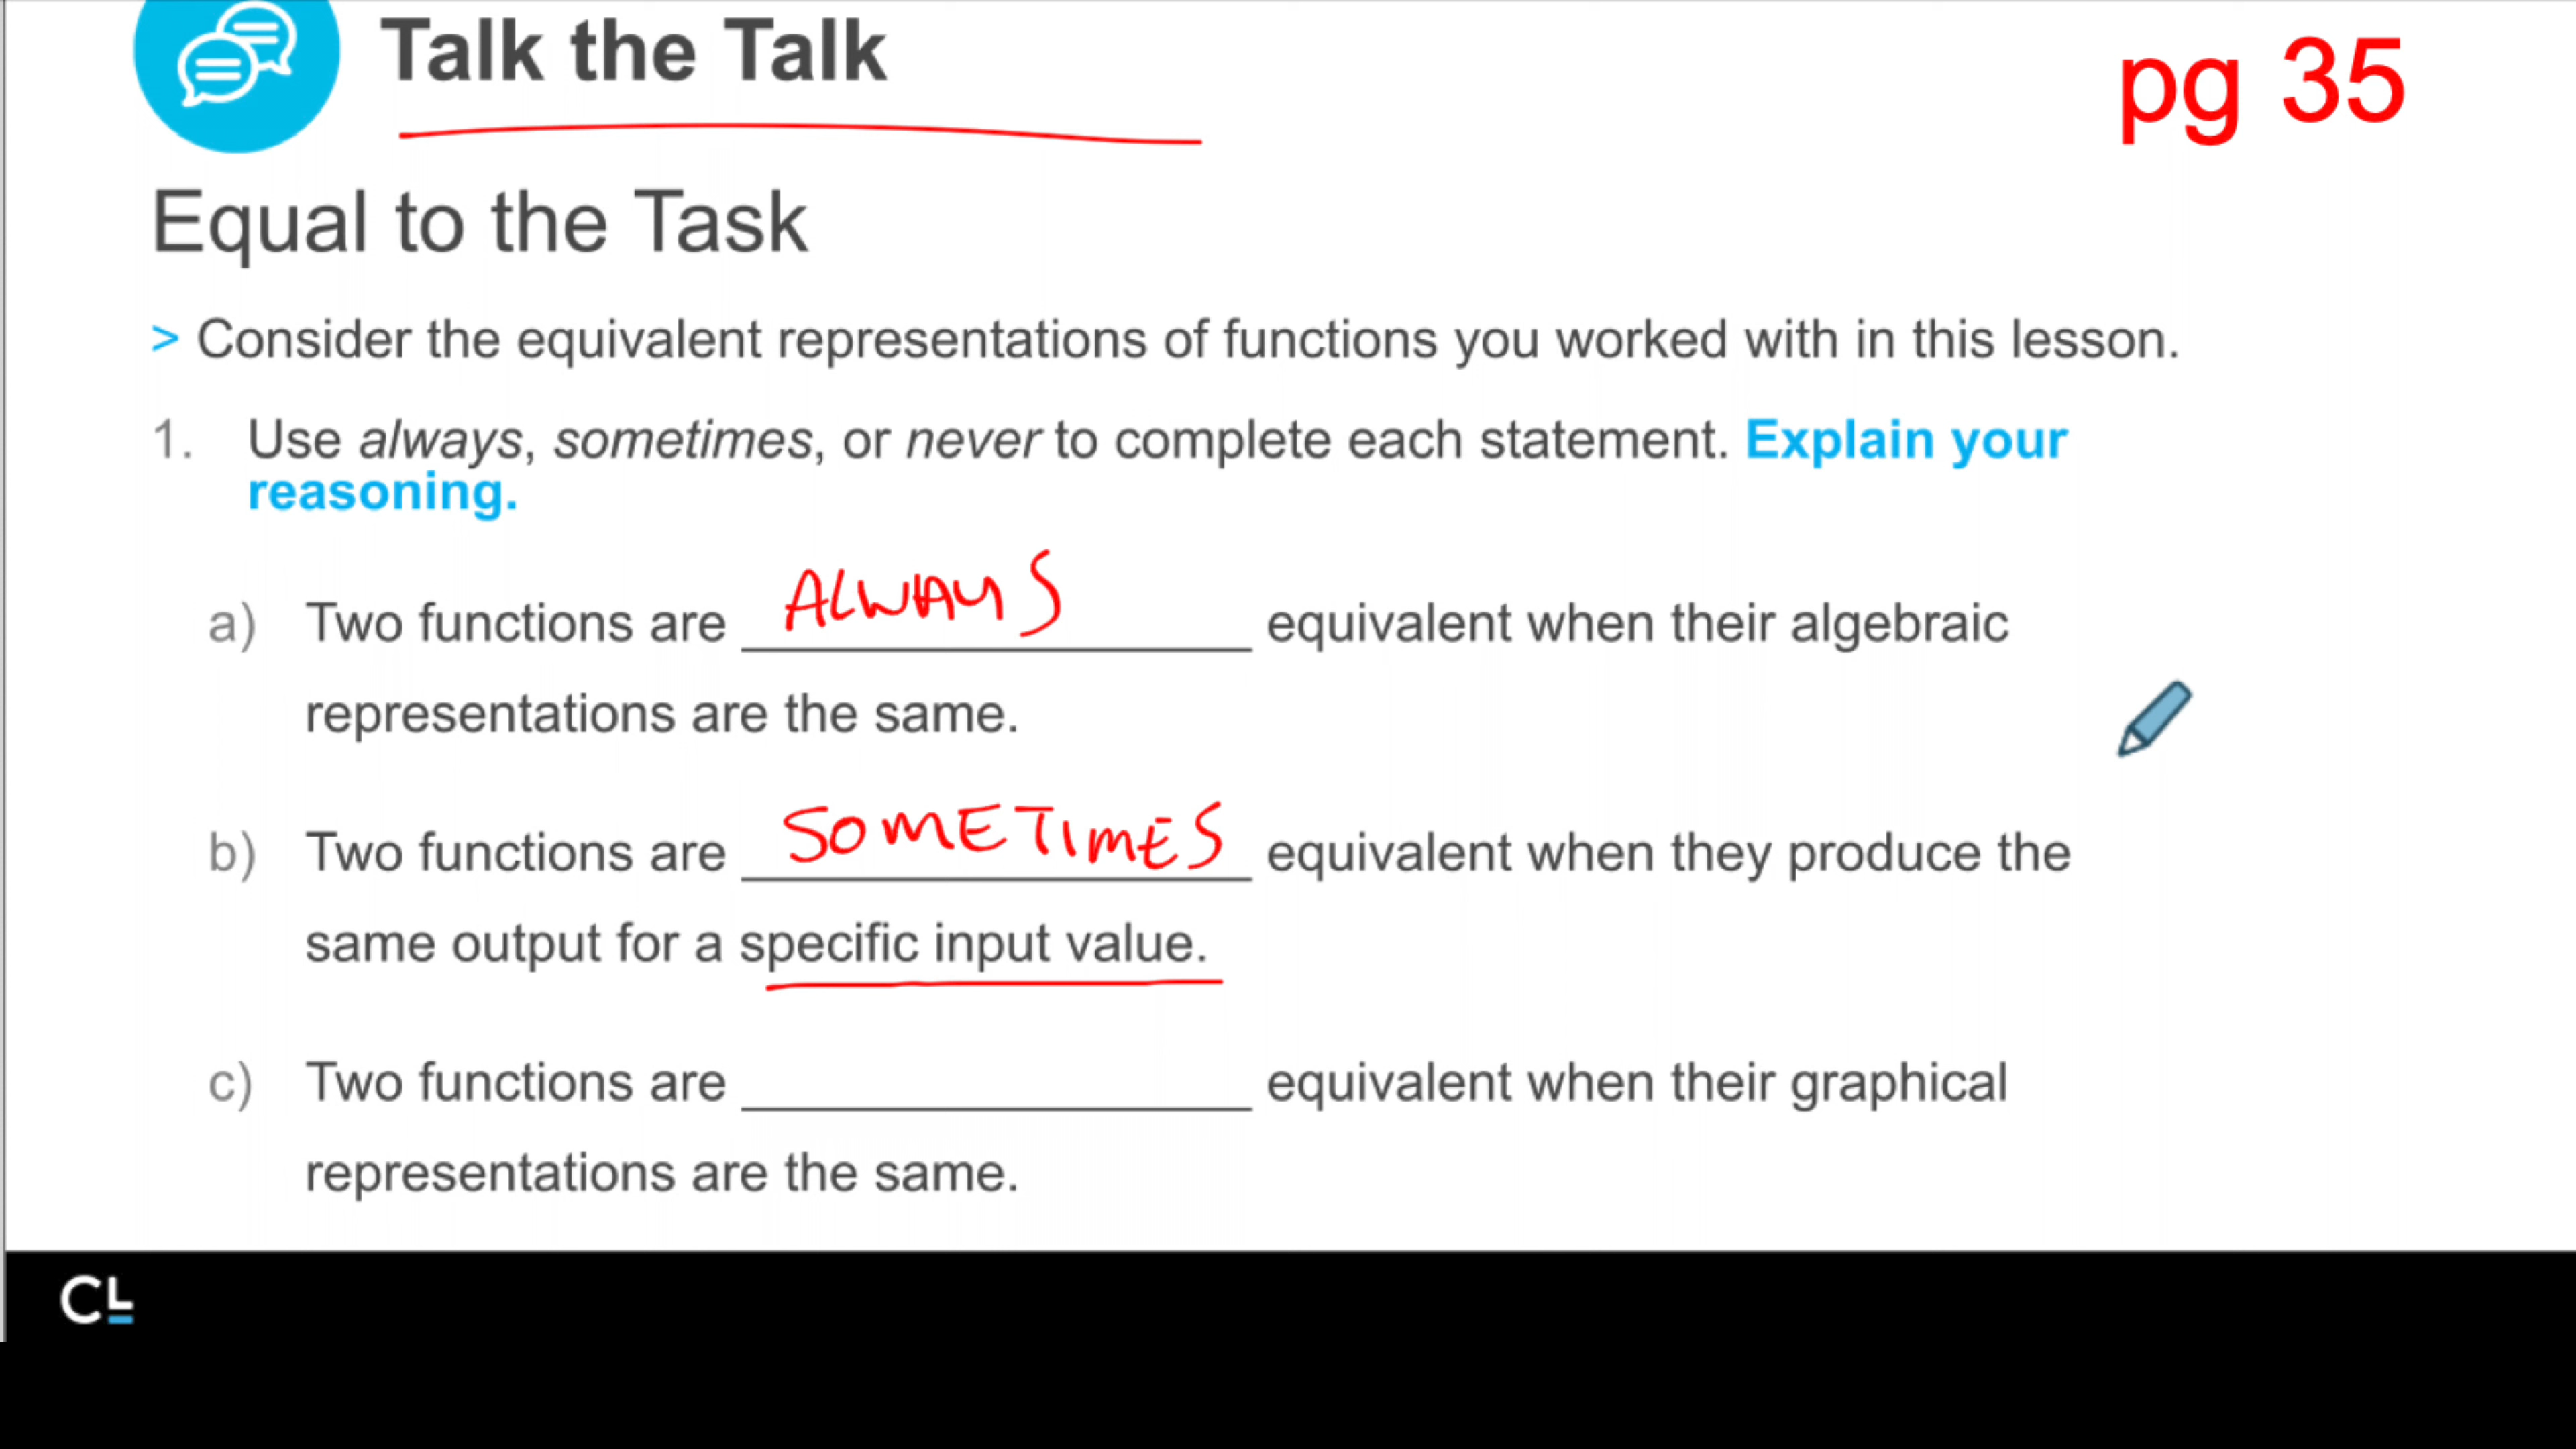 Talk the Talk
pg 35
Equal to the Task
> Consider the equivalent representations of functions you worked with in this lesson.
1. Use always, sometimes, or never to complete each statement. Explain your
reasoning.
a) Two functions are ALWAYS equivalent when their algebraic
representations are the same.
b) Two functions are SOMETIMES equivalent when they produce the
same output for a specific input value.
c) Two functions are ____________ equivalent when their graphical
representations are the same.
CL